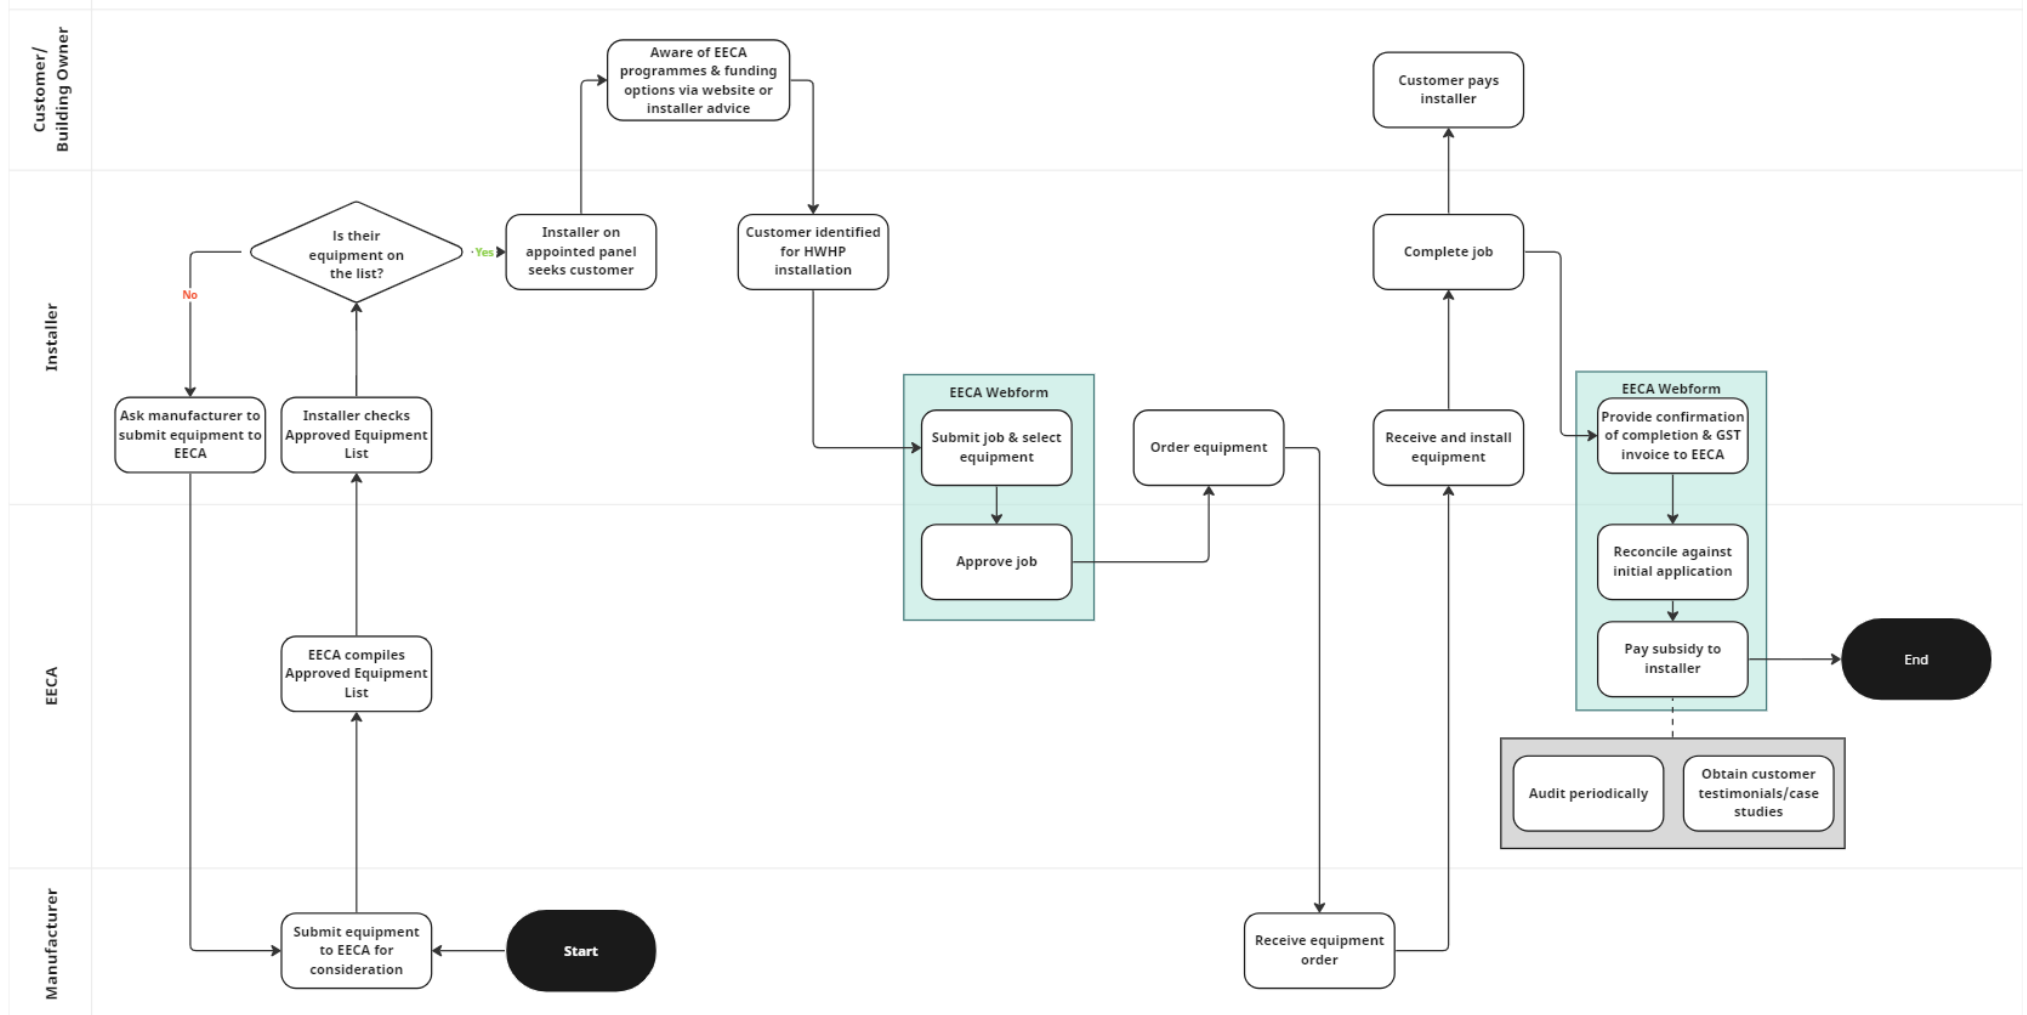 Customer/
Building Owner
Aware of EECA
programmes & funding
options via website or
installer advice
Customer pays
installer
Installer
Is their
equipment on
the list?
Yes
No
Installer on
appointed panel
seeks customer
Customer identified
for HWHP
installation
Complete job
Ask manufacturer to
submit equipment to
EECA
Installer checks
Approved Equipment
List
EECA Webform
Submit job & select
equipment
Order equipment
Receive and install
equipment
EECA Webform
Provide confirmation
of completion & GST
invoice to EECA
EECA
Approve job
Reconcile against
initial application
EECA compiles
Approved Equipment
List
Pay subsidy to
installer
End
Audit periodically
Obtain customer
testimonials/case
studies
Manufacturer
Submit equipment
to EECA for
consideration
Start
Receive equipment
order